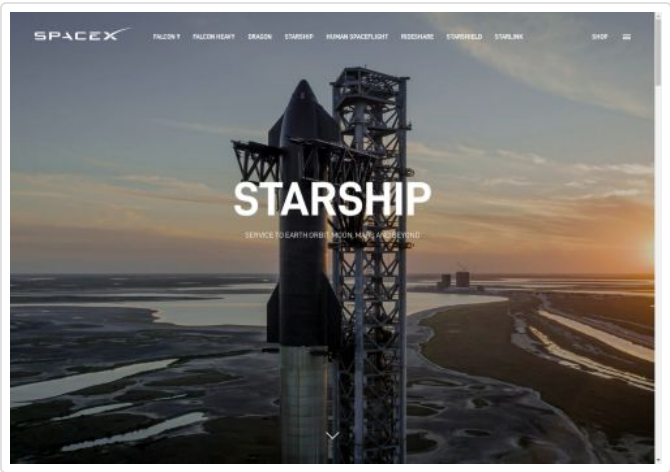 SPACEX
FALCON 9 FALCON HEAVY DRAGON STARSHIP HUMAN SPACEFLIGHT RIDESHARE STARSHIELD STARLINK SHOP
STARSHIP
SERVICE TO EARTH ORBIT, MOON, MARS AND BEYOND